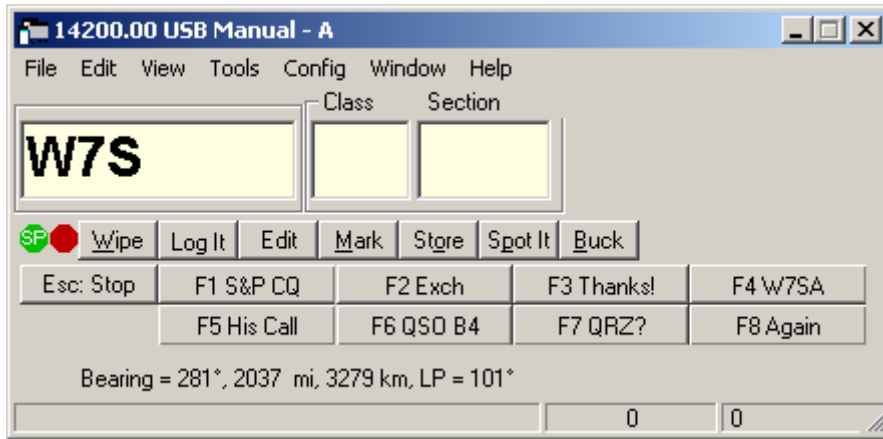 14200.00 USB Manual - A
File Edit View Tools Config Window Help
Class Section
W7S
SP Wipe Log It Edit Mark Store Spot It Buck
Esc: Stop F1 S&P CQ F2 Exch F3 Thanks! F4 W7SA
F5 His Call F6 QSO B4 F7 QRZ? F8 Again
Bearing = 281°, 2037 mi, 3279 km, LP = 101°
0 0